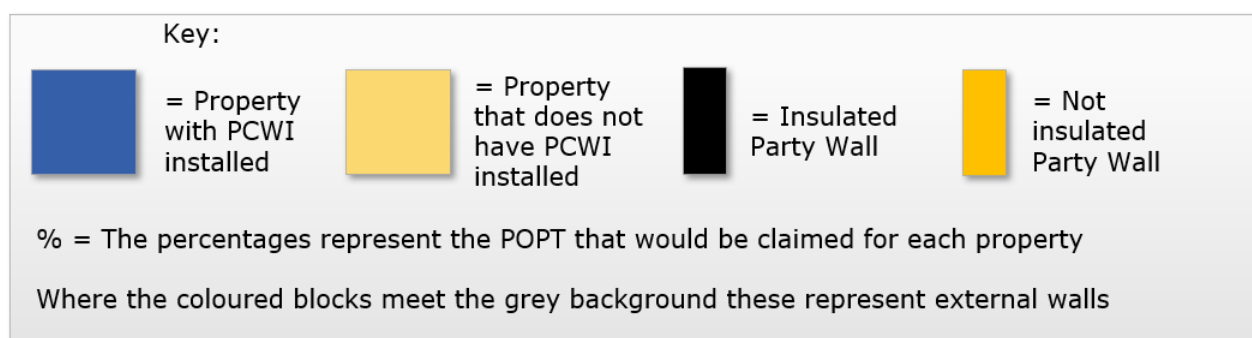 Key:
= Property
with PCWI
installed
= Property
that does not
have PCWI
installed
= Insulated
Party Wall
= Not
insulated
Party Wall
% = The percentages represent the POPT that would be claimed for each property
Where the coloured blocks meet the grey background these represent external walls